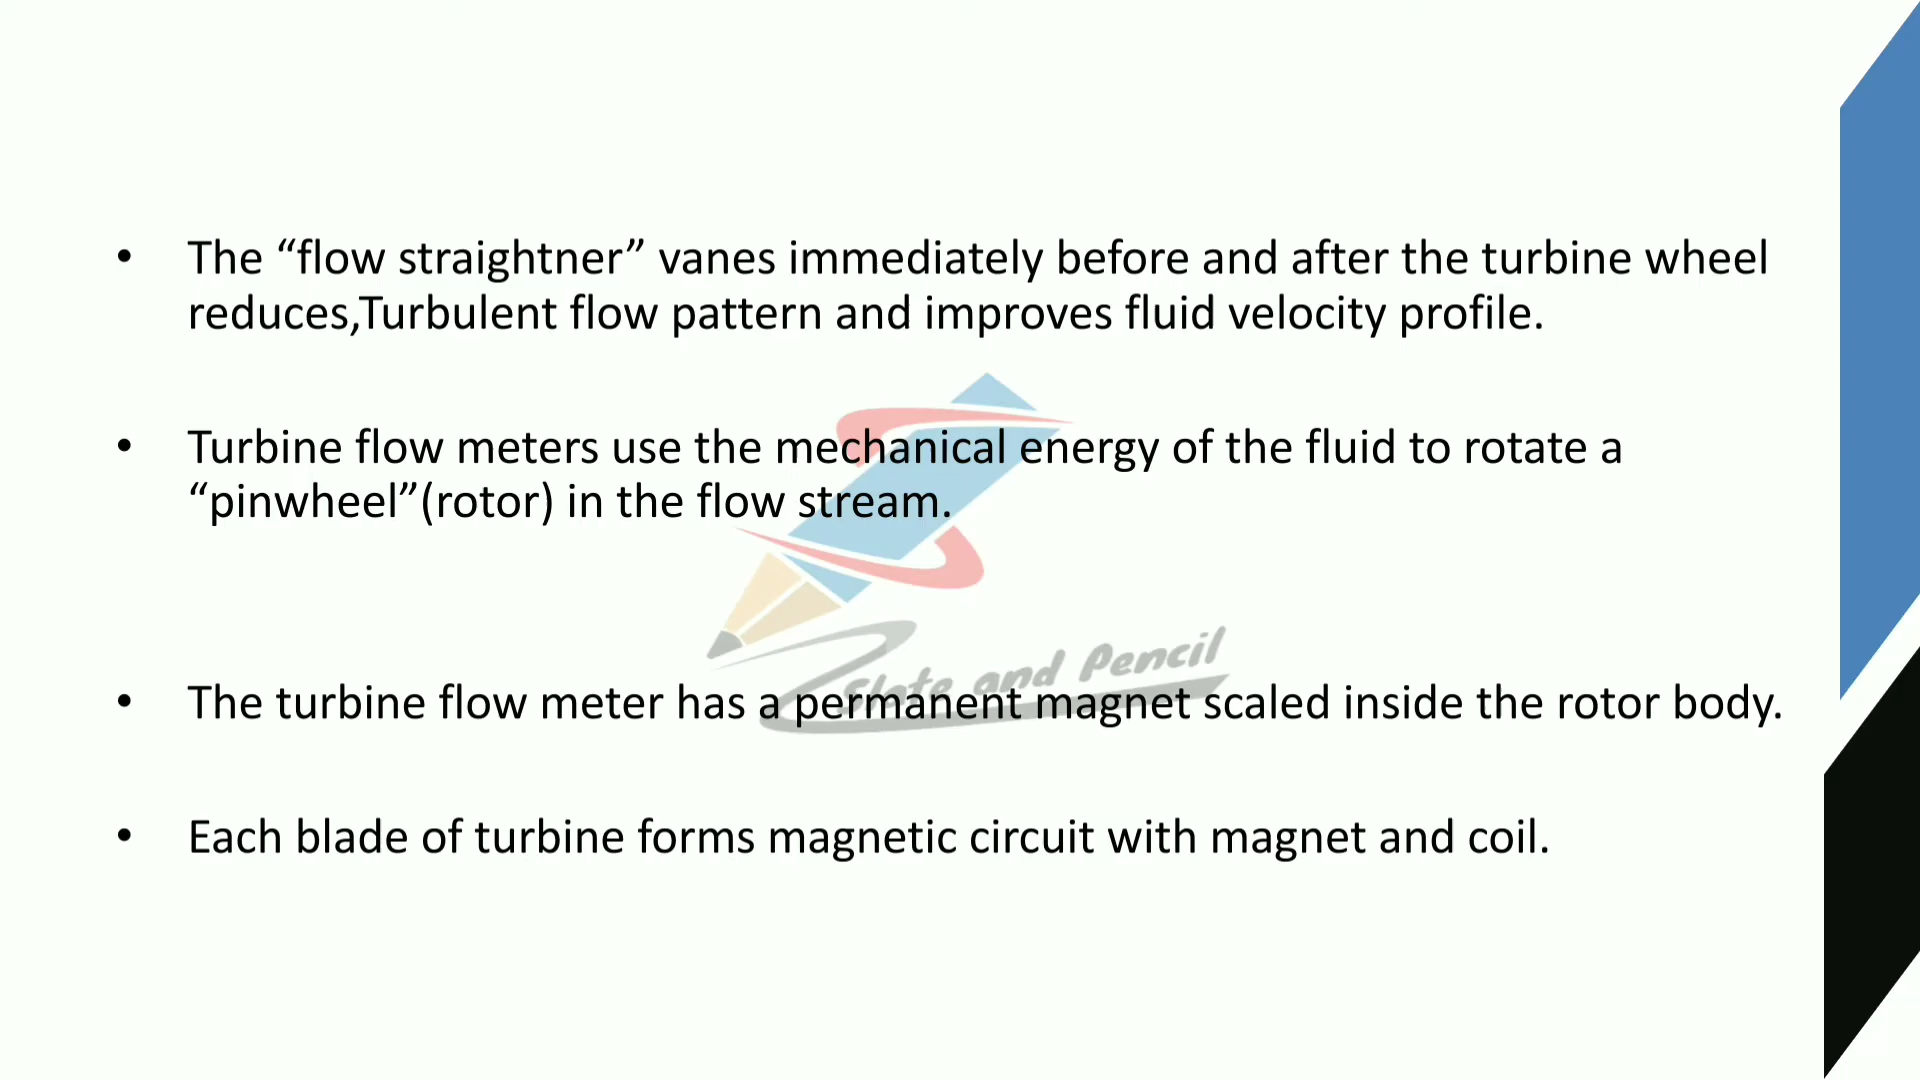 • The “flow straightner” vanes immediately before and after the turbine wheel
reduces,Turbulent flow pattern and improves fluid velocity profile.
• Turbine flow meters use the mechanical energy of the fluid to rotate a
“pinwheel”(rotor) in the flow stream.
Slate and Pencil
• The turbine flow meter has a permanent magnet scaled inside the rotor body.
• Each blade of turbine forms magnetic circuit with magnet and coil.